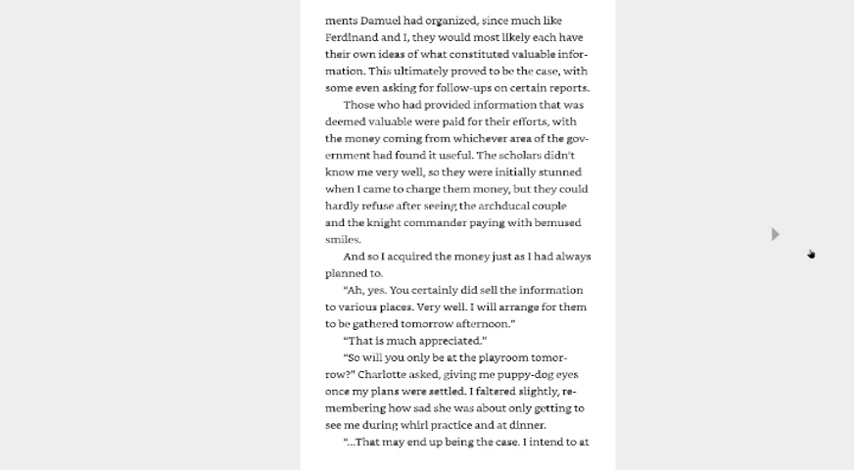 ments Damuel had organized, since much like
Ferdinand and I, they would most likely each have
their own ideas of what constituted valuable infor-
mation. This ultimately proved to be the case, with
some even asking for follow-ups on certain reports.
Those who had provided information that was
deemed valuable were paid for their efforts, with
the money coming from whichever area of the gov-
ernment had found it useful. The scholars didn't
know me very well, so they were initially stunned
when I came to charge them money, but they could
hardly refuse after seeing the archducal couple
and the knight commander paying with bemused
smiles.
And so I acquired the money just as I had always
planned to.
“Ah, yes. You certainly did sell the information
to various places. Very well. I will arrange for them
to be gathered tomorrow afternoon.”
“That is much appreciated.”
“So will you only be at the playroom tomor-
row?” Charlotte asked, giving me puppy-dog eyes
once my plans were settled. I faltered slightly, re-
membering how sad she was about only getting to
see me during whirl practice and at dinner.
“...That may end up being the case. I intend to at